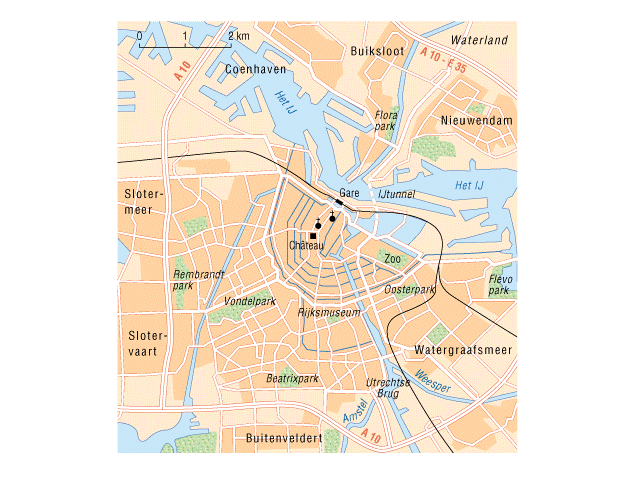 0 1 2 km
Waterland
Buiksloot
A 10 - E 35
Coenhaven
A 10
Het IJ
Flora
park
Nieuwendam
Het IJ
Gare
IJtunnel
Sloter-
meer
Château
Zoo
Rembrandt
park
Flevo
park
Oosterpark
Vondelpark
Rijksmuseum
Sloter-
vaart
Watergraafsmeer
Beatrixpark
Utrechtse
Brug
Weesper
Amstel
A 10
Buitenveldert